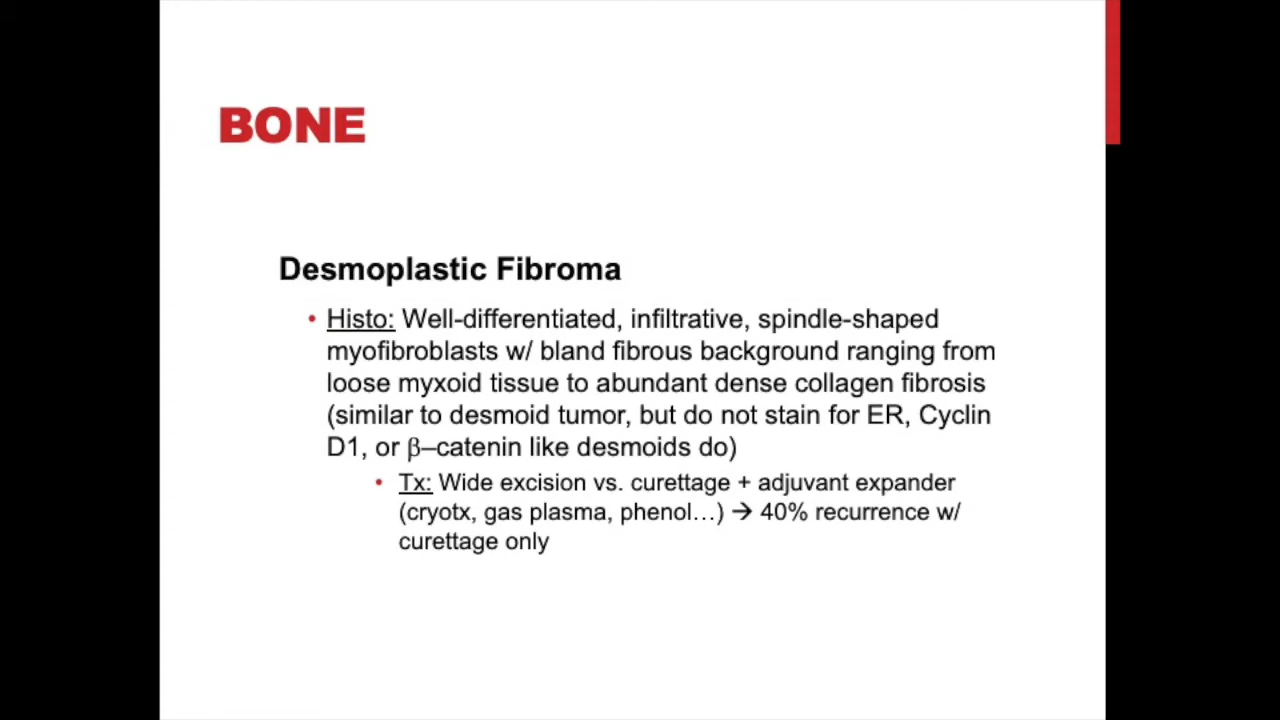 BONE
Desmoplastic Fibroma
• Histo: Well-differentiated, infiltrative, spindle-shaped
myofibroblasts w/ bland fibrous background ranging from
loose myxoid tissue to abundant dense collagen fibrosis
(similar to desmoid tumor, but do not stain for ER, Cyclin
D1, or β–catenin like desmoids do)
• Tx: Wide excision vs. curettage + adjuvant expander
(cryotx, gas plasma, phenol…) → 40% recurrence w/
curettage only